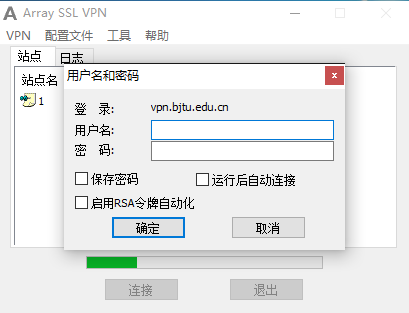 Array SSL VPN
VPN 配置文件 工具 帮助
站点 日志
站点名
1
用户名和密码
登 录: vpn.bjtu.edu.cn
用户名:
密 码:
保存密码 运行后自动连接
启用RSA令牌自动化
确定 取消
连接 退出